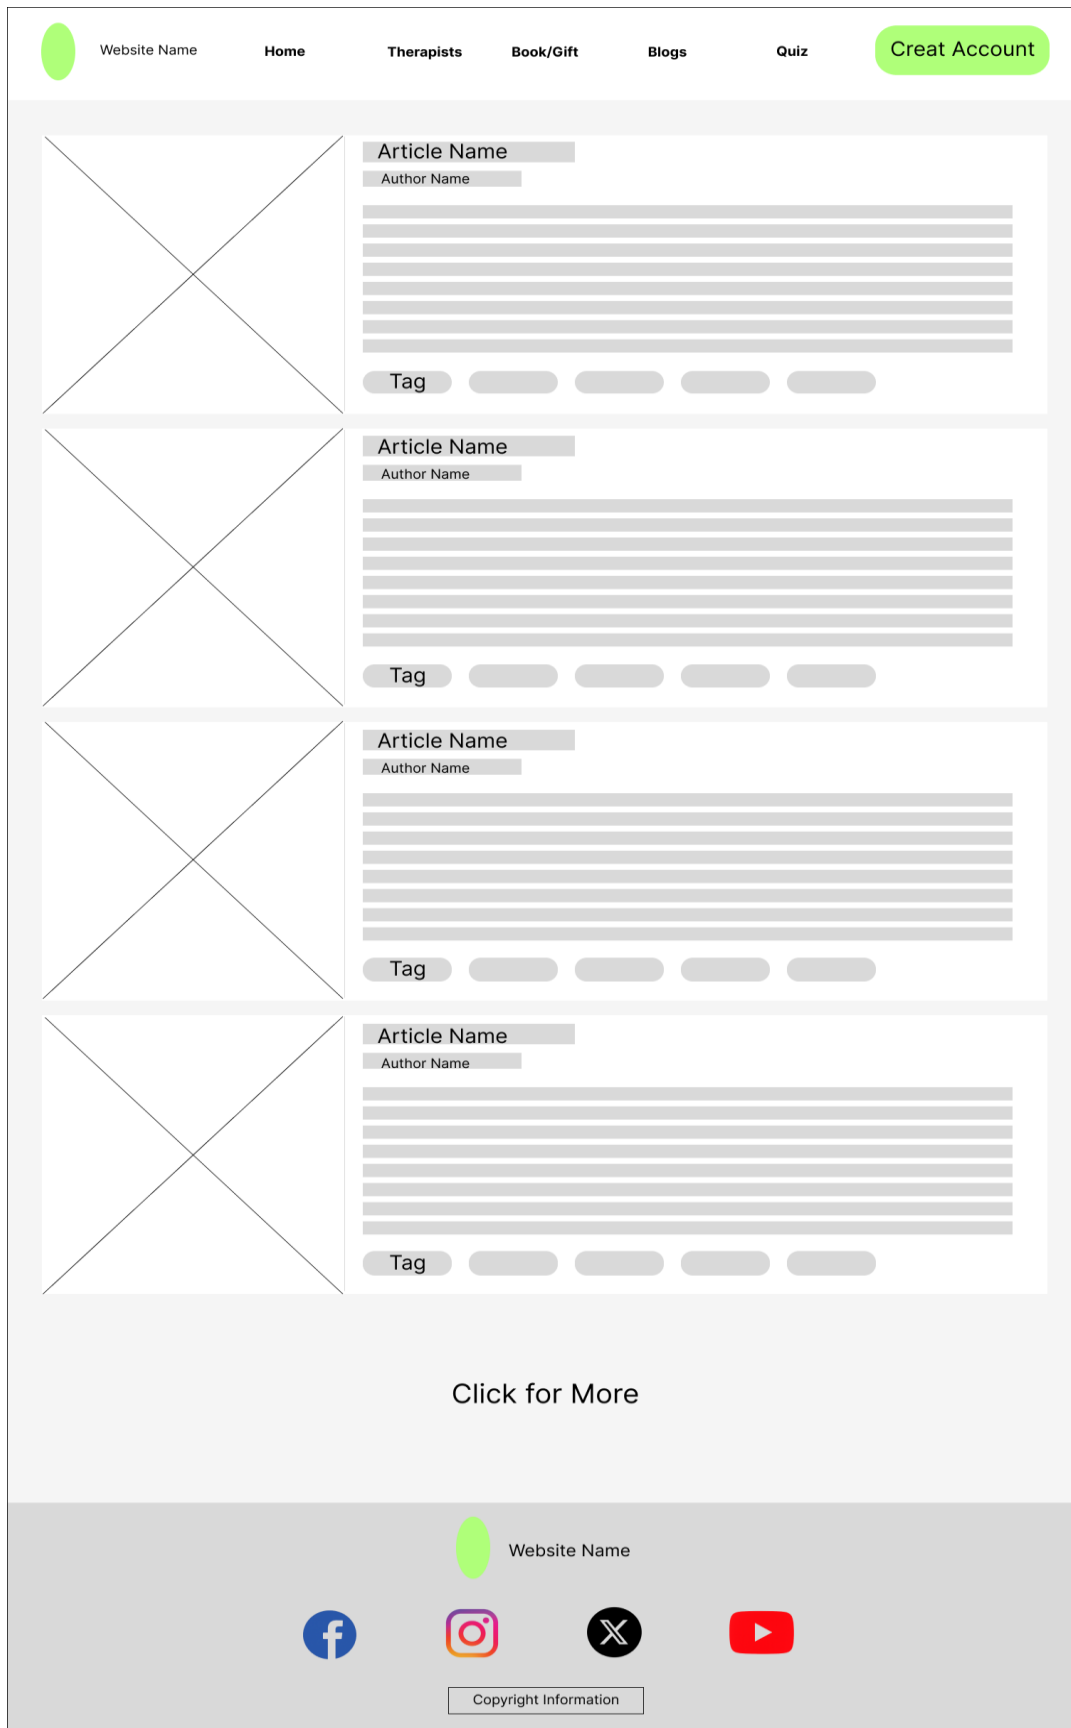 Website Name
Home
Therapists
Book/Gift
Blogs
Quiz
Creat Account
Article Name
Author Name
Tag
Article Name
Author Name
Tag
Article Name
Author Name
Tag
Article Name
Author Name
Tag
Click for More
Website Name
Copyright Information